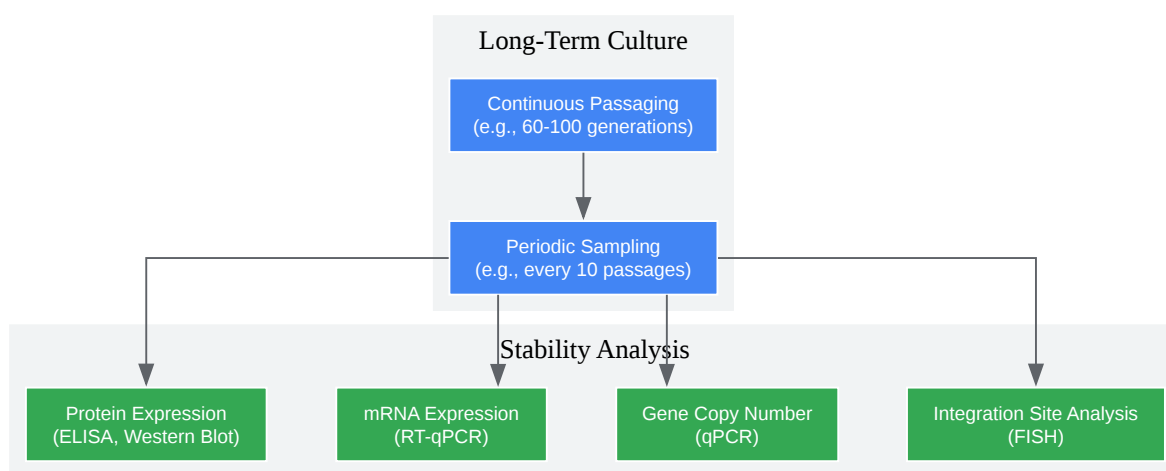 Long-Term Culture
Continuous Passaging
(e.g., 60-100 generations)
Periodic Sampling
(e.g., every 10 passages)
Stability Analysis
Protein Expression
(ELISA, Western Blot)
mRNA Expression
(RT-qPCR)
Gene Copy Number
(qPCR)
Integration Site Analysis
(FISH)